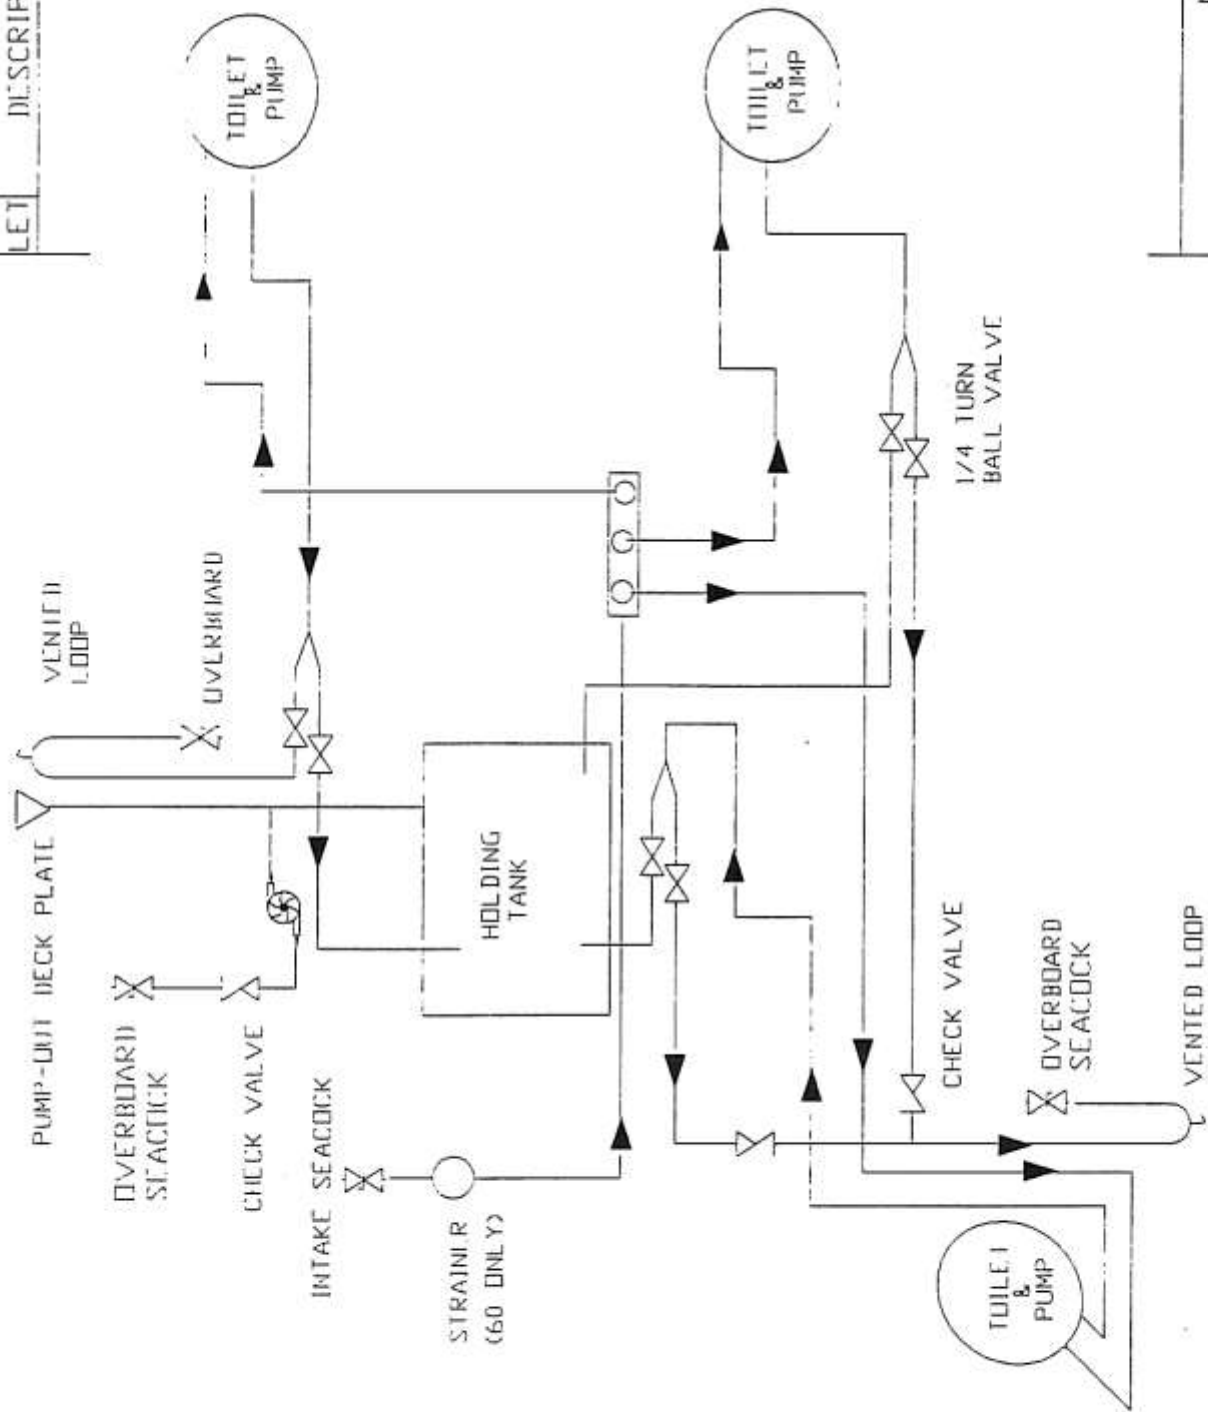 LET
DESCRIP
TOILET
&
PUMP
TOILET
&
PUMP
VENTED
LOOP
OVERBOARD
PUMP-OUT DECK PLATE
OVERBOARD
SEACOCK
CHECK VALVE
INTAKE SEACOCK
STRAINER
(60 ONLY)
HOLDING
TANK
1/4 TURN
BALL VALVE
CHECK VALVE
OVERBOARD
SEACOCK
VENTED LOOP
TOILET
&
PUMP